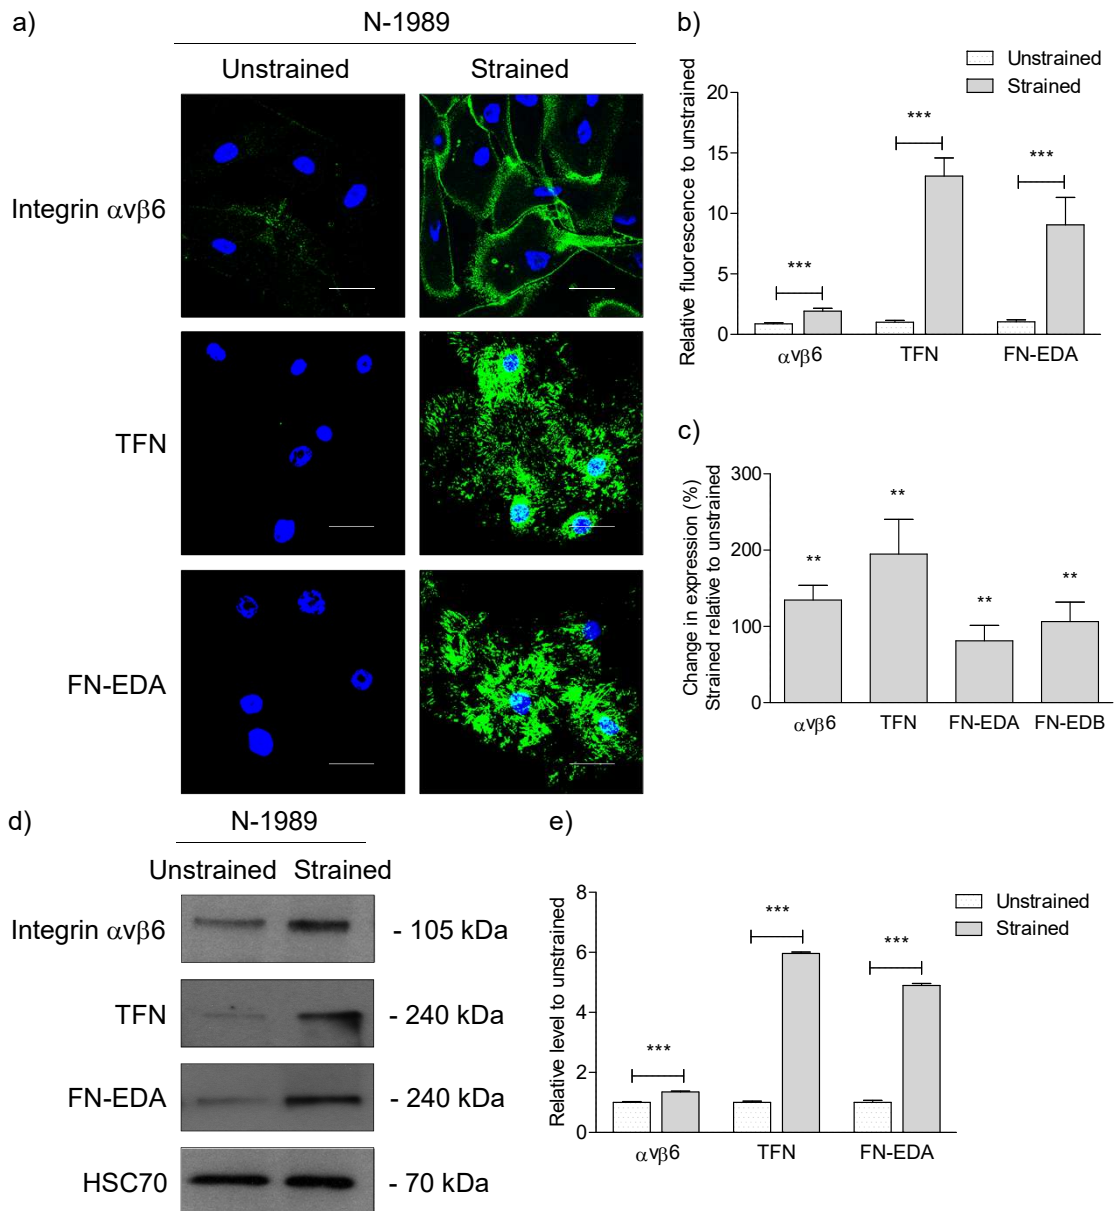 a)
N-1989
Unstrained Strained
Integrin αvβ6
TFN
FN-EDA
b)
Unstrained
Strained
Relative fluorescence to unstrained
20
15
10
5
0
***
***
***
αvβ6 TFN FN-EDA
c)
Change in expression (%)
Strained relative to unstrained
300
200
100
0
**
**
**
**
αvβ6 TFN FN-EDA FN-EDB
d)
N-1989
Unstrained Strained
Integrin αvβ6 - 105 kDa
TFN - 240 kDa
FN-EDA - 240 kDa
HSC70 - 70 kDa
e)
Unstrained
Strained
Relative level to unstrained
8
6
4
2
0
***
***
***
αvβ6 TFN FN-EDA